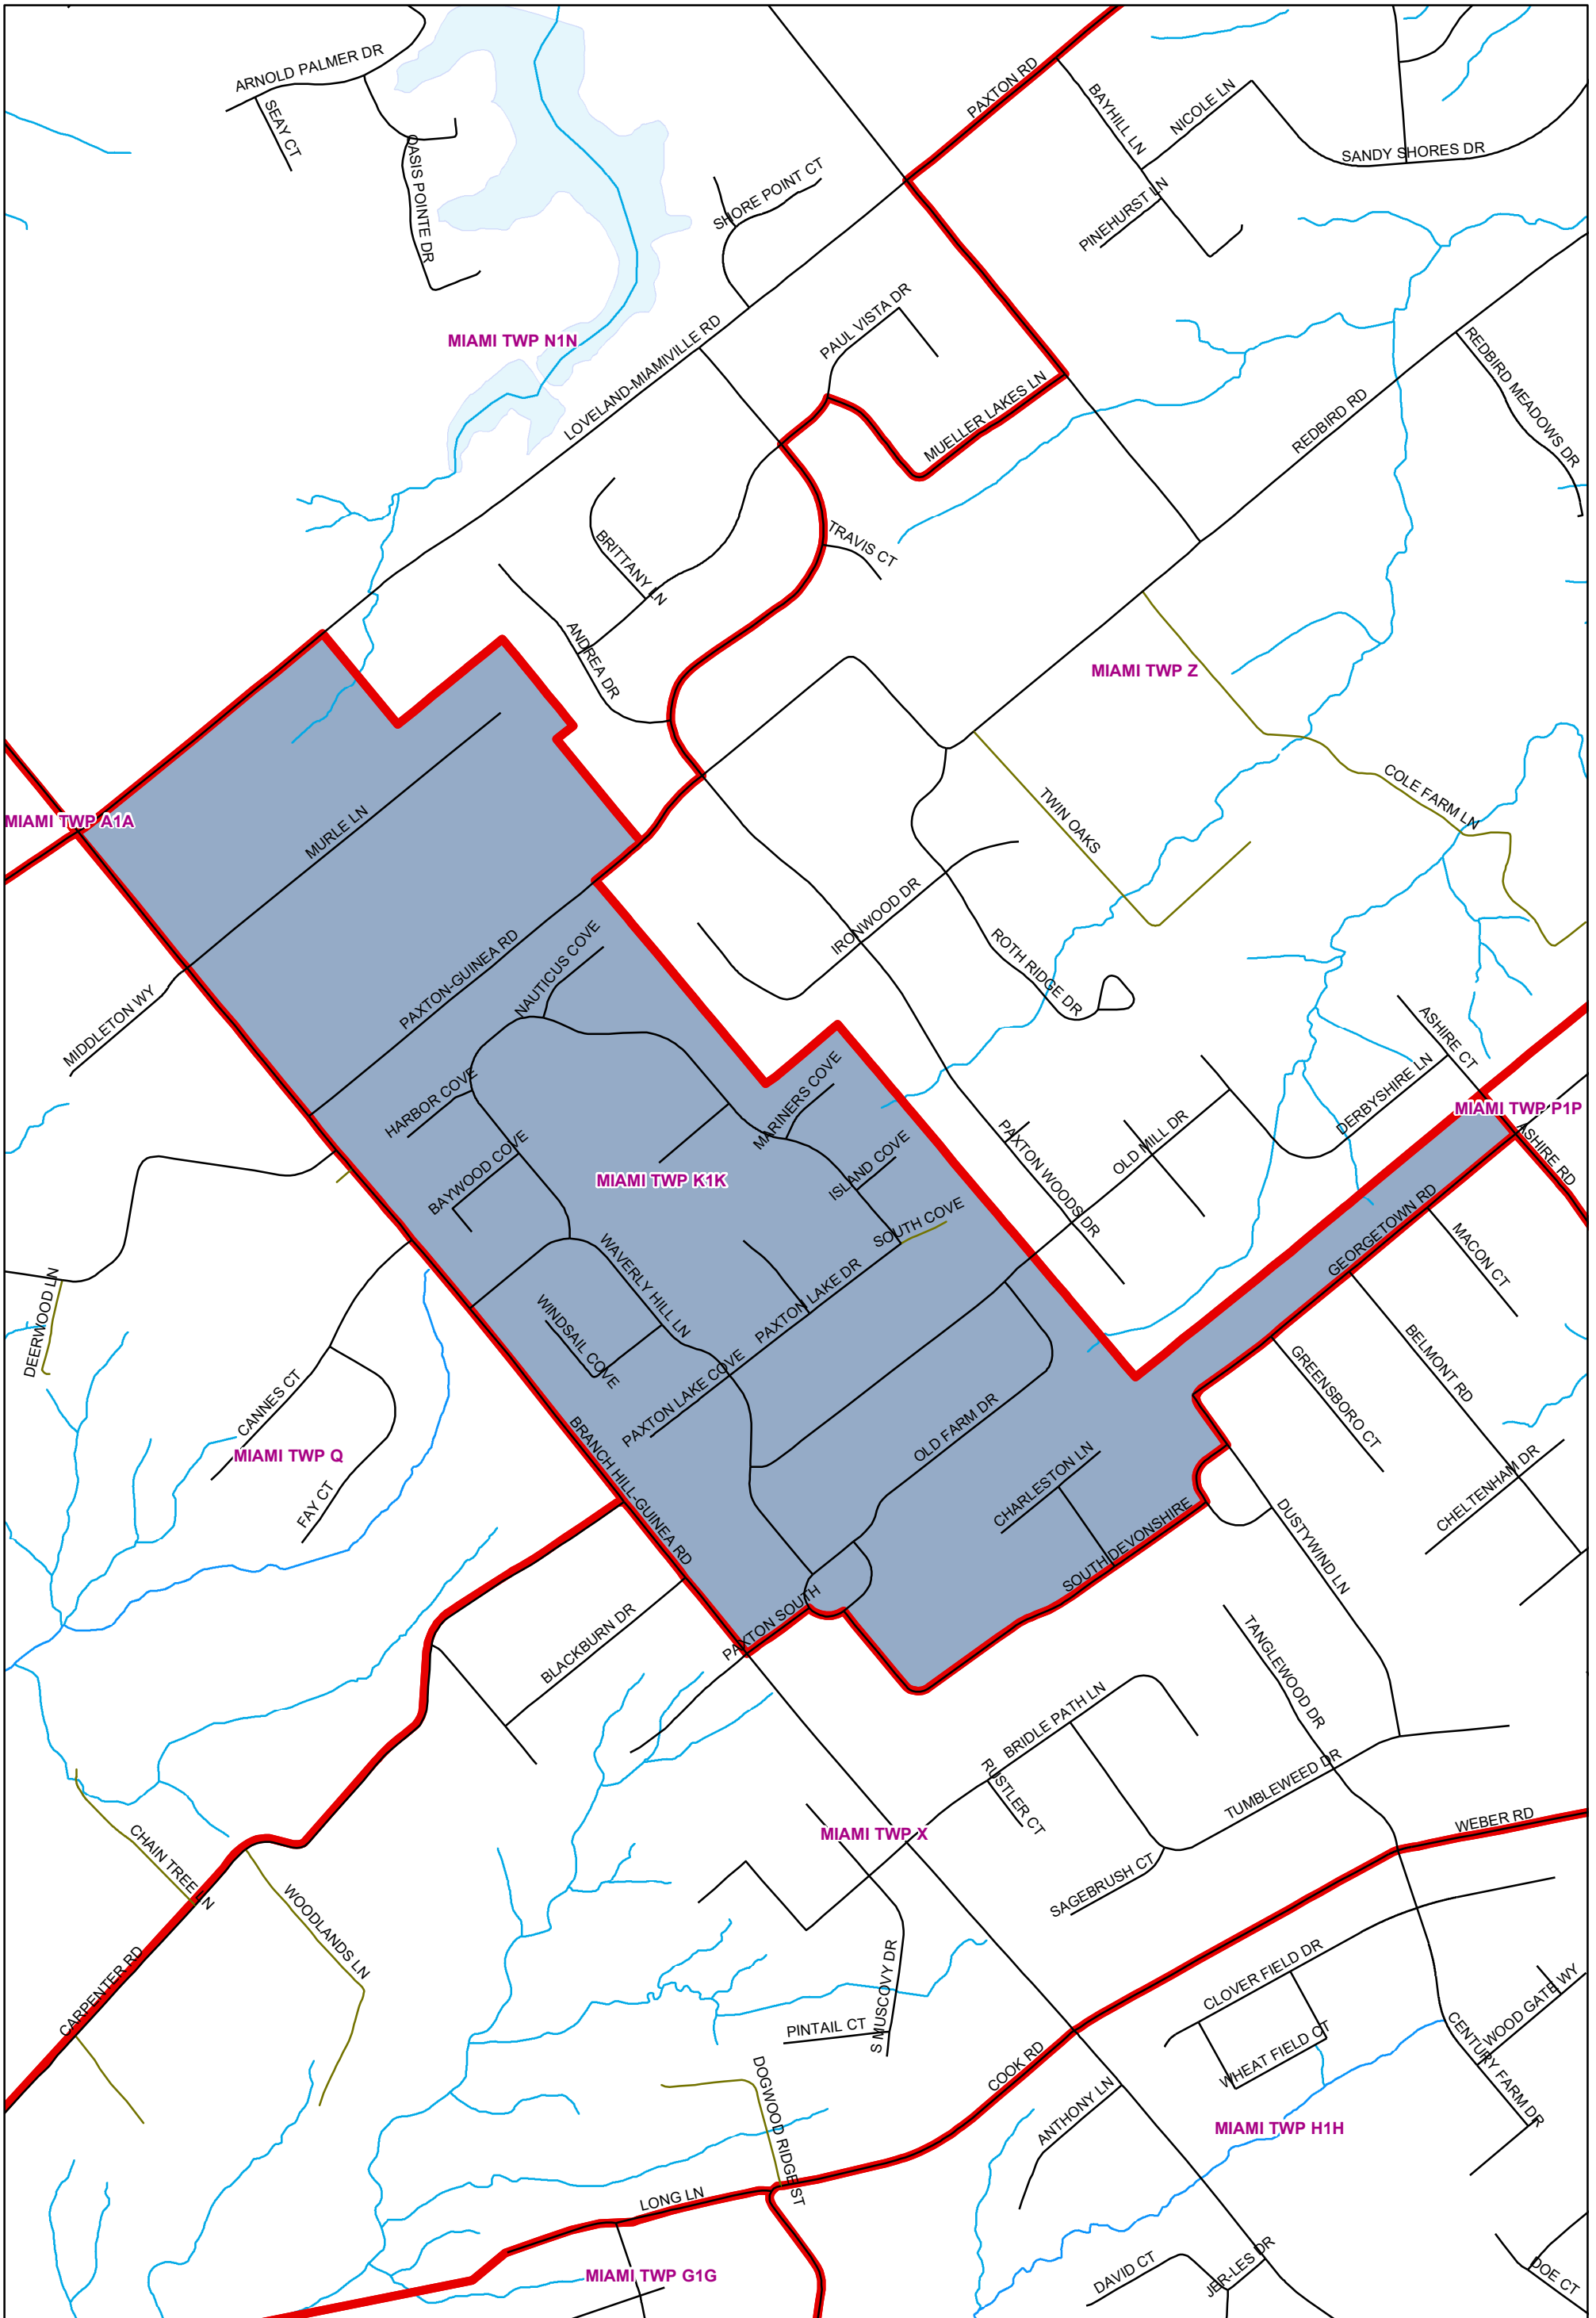 ARNOLD PALMER DR
SEAY CT
OASIS POINTE DR
PAXTON RD
BAYHILL LN
NICOLE LN
SANDY SHORES DR
PINEHURST LN
SHORE POINT CT
PAUL VISTA DR
MIAMI TWP N1N
LOVELAND-MIAMIVILLE RD
MUELLER LAKES LN
REDBIRD RD
REDBIRD MEADOWS DR
TRAVIS CT
BRITTANY LN
ANDREA DR
MIAMI TWP Z
COLE FARM LN
TWIN OAKS
MIAMI TWP A1A
MURLE LN
IRONWOOD DR
ROTH RIDGE DR
PAXTON-GUINEA RD
NAUTICUS COVE
MIDDLETON WY
HARBOR COVE
MARINERS COVE
ASHIRE CT
DERBYSHIRE LN
MIAMI TWP P1P
ASHIRE RD
BAYWOOD COVE
MIAMI TWP K1K
ISLAND COVE
PAXTON WOODS DR
OLD MILL DR
SOUTH COVE
GEORGETOWN RD
MACON CT
WAVERLY HILL LN
PAXTON LAKE DR
DEERWOOD LN
WINDSAIL COVE
BELMONT RD
GREENSBORO CT
PAXTON LAKE COVE
CANNES CT
MIAMI TWP Q
FAY CT
BRANCH HILL-GUINEA RD
OLD FARM DR
CHARLESTON LN
CHELTENHAM DR
SOUTH DEVONSHIRE
DUSTYWIND LN
PAXTON SOUTH
BLACKBURN DR
TANGLEWOOD DR
BRIDLE PATH LN
RUSTLER CT
TUMBLEWEED DR
MIAMI TWP X
WEBER RD
CHAIN TREE LN
SAGEBRUSH CT
WOODLANDS LN
CARPENTER RD
S MUSCOVY DR
CLOVER FIELD DR
PINTAIL CT
WOOD GATE WY
WHEAT FIELD CT
CENTURY FARM DR
COOK RD
DOGWOOD RIDGE ST
ANTHONY LN
MIAMI TWP H1H
LONG LN
MIAMI TWP G1G
DAVID CT
JER-LES DR
DOE CT